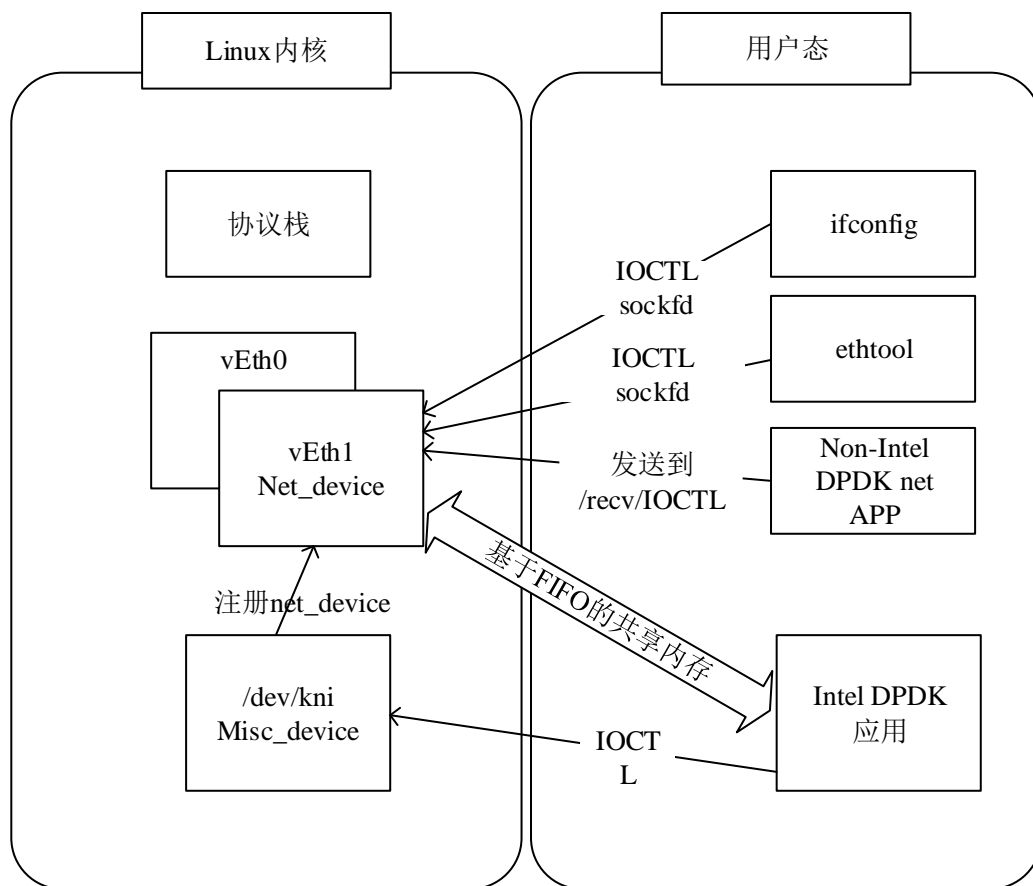 Linux内核
用户态
协议栈
ifconfig
IOCTL
sockfd
vEth0
IOCTL
sockfd
ethtool
vEth1
Net_device
发送到
/recv/IOCTL
Non-Intel
DPDK net
APP
基于FIFO的共享内存
注册net_device
/dev/kni
Misc_device
IOCT
L
Intel DPDK
应用